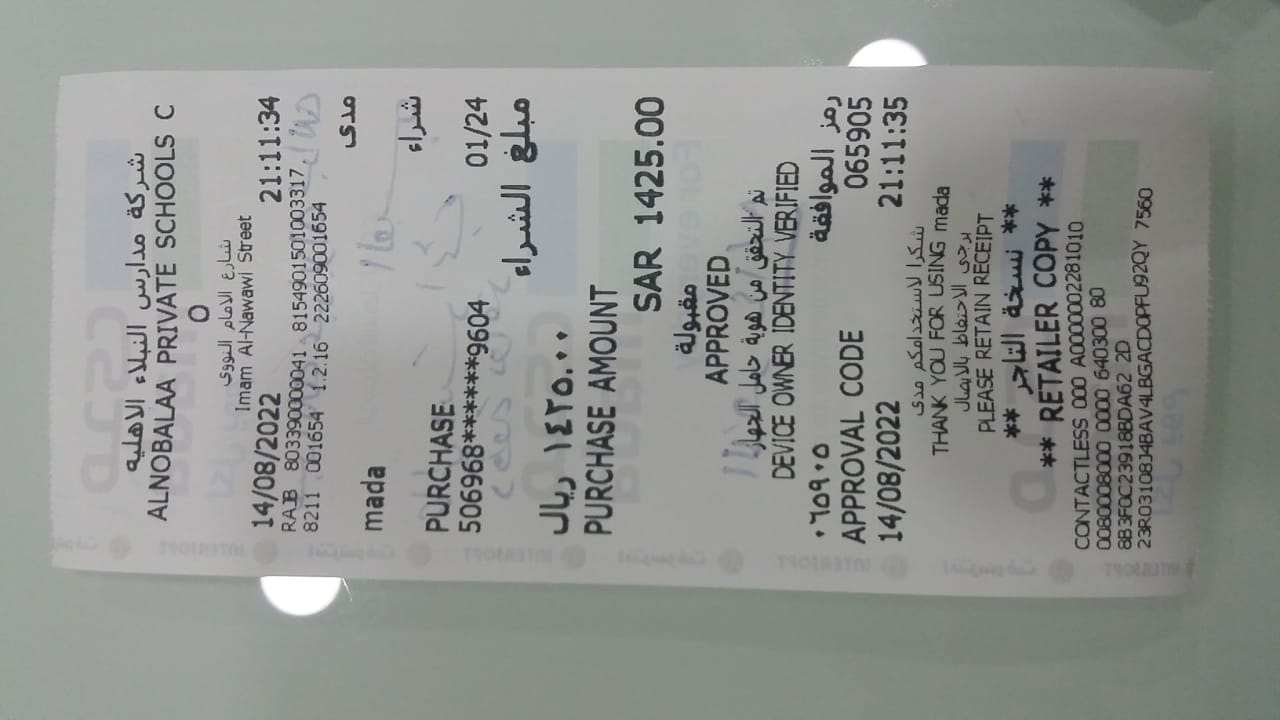 شركة مدارس النبلاء الاهليه
ALNOBALAA PRIVATE SCHOOLS C
O
شارع الامام النووي
Imam Al-Nawawi Street
14/08/2022 21:11:34
RAJB 8033900000041 815490150100331​7
8211 001654 1.2.16 222609001654
mada مدى
PURCHASE شراء
506968******9604 01/24
ريال ١٤٢٥.٠٠ مبلغ الشراء
PURCHASE AMOUNT
SAR 1425.00
مقبولة
APPROVED
تم التحقق من هوية حامل الجهاز
DEVICE OWNER IDENTITY VERIFIED
٠٦٥٩٠٥ رمز الموافقة
APPROVAL CODE 065905
14/08/2022 21:11:35
شكرا لاستخدامكم مدى
THANK YOU FOR USING mada
يرجى الاحتفاظ بالايصال
PLEASE RETAIN RECEIPT
** نسخة التاجر **
** RETAILER COPY **
CONTACTLESS 000 A0000002281010
0080008000 0000 640300 80
8B3F0C23918BDA62 2D
23R0310814BAV4LBGACD0PFU92QY 7560